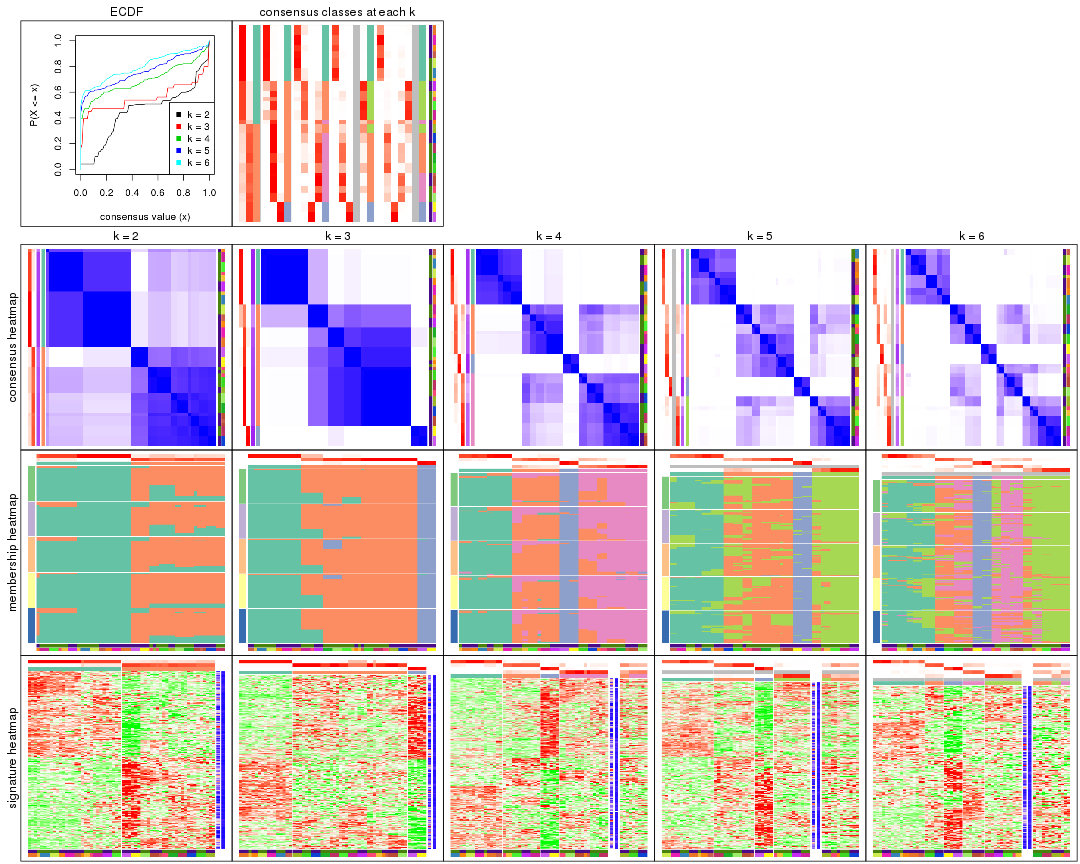 ECDF
consensus classes at each k
P(X <= x)
1.0
0.8
0.6
0.4
0.2
0.0
k = 2
k = 3
k = 4
k = 5
k = 6
0.0 0.2 0.4 0.6 0.8 1.0
consensus value (x)
k = 2
k = 3
k = 4
k = 5
k = 6
consensus heatmap
membership heatmap
signature heatmap